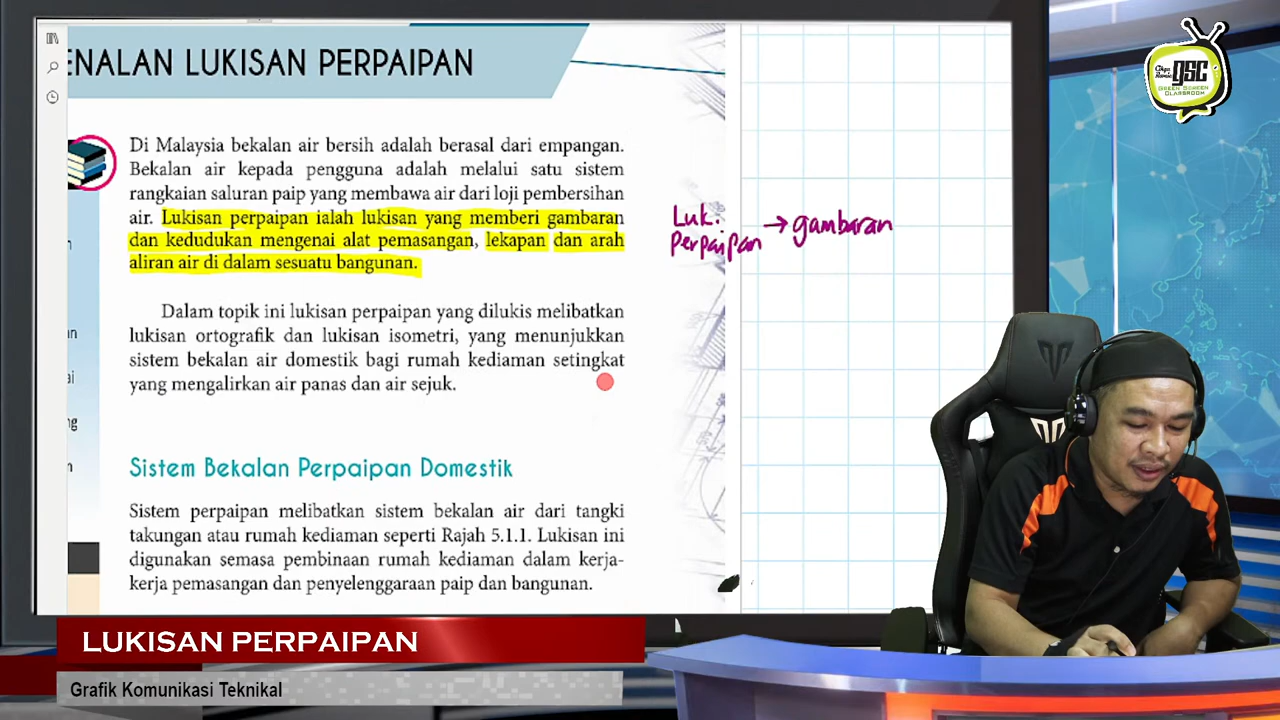 ENALAN LUKISAN PERPAIPAN
Di Malaysia bekalan air bersih adalah berasal dari empangan.
Bekalan air kepada pengguna adalah melalui satu sistem
rangkaian saluran paip yang membawa air dari loji pembersihan
air. Lukisan perpaipan ialah lukisan yang memberi gambaran
dan kedudukan mengenai alat pemasangan, lekapan dan arah
aliran air di dalam sesuatu bangunan.
Dalam topik ini lukisan perpaipan yang dilukis melibatkan
lukisan ortografik dan lukisan isometri, yang menunjukkan
sistem bekalan air domestik bagi rumah kediaman setingkat
yang mengalirkan air panas dan air sejuk.
Sistem Bekalan Perpaipan Domestik
Sistem perpaipan melibatkan sistem bekalan air dari tangki
takungan atau rumah kediaman seperti Rajah 5.1.1. Lukisan ini
digunakan semasa pembinaan rumah kediaman dalam kerja-
kerja pemasangan dan penyelenggaraan paip dan bangunan.
n
an
ai
ng
n
Luk.
Perpaipan → gambaran
gsc
GREEN SCREEN
CLASSROOM
LUKISAN PERPAIPAN
Grafik Komunikasi Teknikal